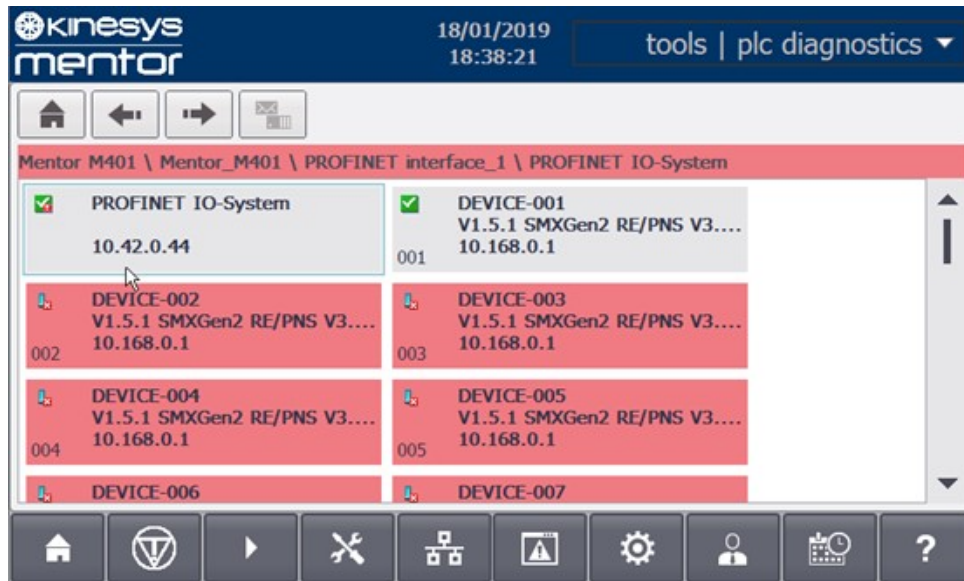 kinesys
mentor
18/01/2019
18:38:21
tools | plc diagnostics
Mentor M401 \ Mentor_M401 \ PROFINET interface_1 \ PROFINET IO-System
PROFINET IO-System
10.42.0.44
DEVICE-001
V1.5.1 SMXGen2 RE/PNS V3....
10.168.0.1
001
DEVICE-002
V1.5.1 SMXGen2 RE/PNS V3....
10.168.0.1
002
DEVICE-003
V1.5.1 SMXGen2 RE/PNS V3....
10.168.0.1
003
DEVICE-004
V1.5.1 SMXGen2 RE/PNS V3....
10.168.0.1
004
DEVICE-005
V1.5.1 SMXGen2 RE/PNS V3....
10.168.0.1
005
DEVICE-006
DEVICE-007
?